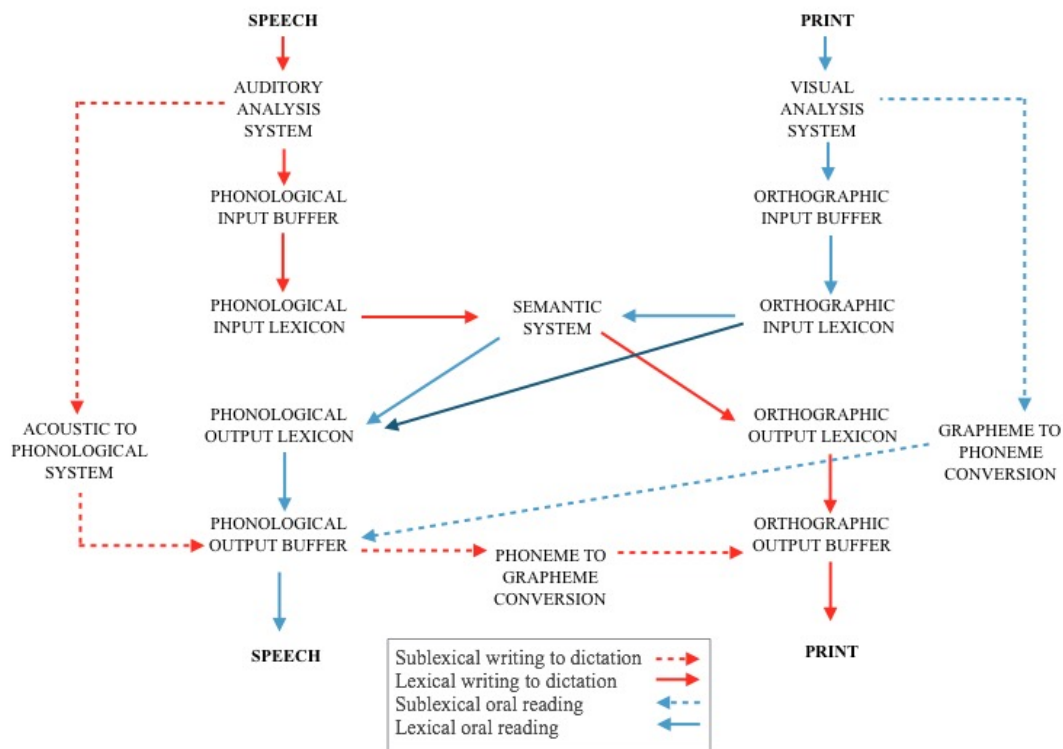 SPEECH
PRINT
AUDITORY
ANALYSIS
SYSTEM
VISUAL
ANALYSIS
SYSTEM
PHONOLOGICAL
INPUT BUFFER
ORTHOGRAPHIC
INPUT BUFFER
PHONOLOGICAL
INPUT LEXICON
SEMANTIC
SYSTEM
ORTHOGRAPHIC
INPUT LEXICON
ACOUSTIC TO
PHONOLOGICAL
SYSTEM
PHONOLOGICAL
OUTPUT LEXICON
ORTHOGRAPHIC
OUTPUT LEXICON
GRAPHEME TO
PHONEME
CONVERSION
PHONOLOGICAL
OUTPUT BUFFER
PHONEME TO
GRAPHEME
CONVERSION
ORTHOGRAPHIC
OUTPUT BUFFER
SPEECH
PRINT
Sublexical writing to dictation
Lexical writing to dictation
Sublexical oral reading
Lexical oral reading